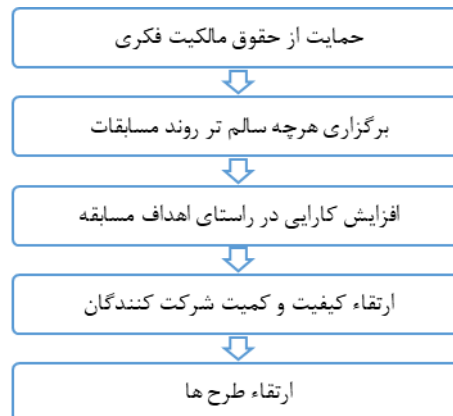 حمایت از حقوق مالکیت فکری
برگزاری هرچه سالم تر روند مسابقات
افزایش کارایی در راستای اهداف مسابقه
ارتقاء کیفیت و کمیت شرکت کنندگان
ارتقاء طرح ها